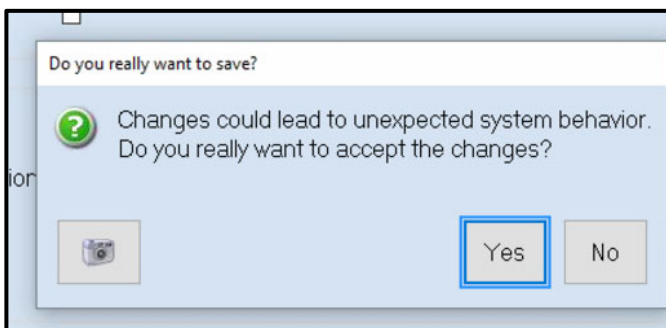 Do you really want to save?
Changes could lead to unexpected system behavior.
Do you really want to accept the changes?
ion
Yes
No